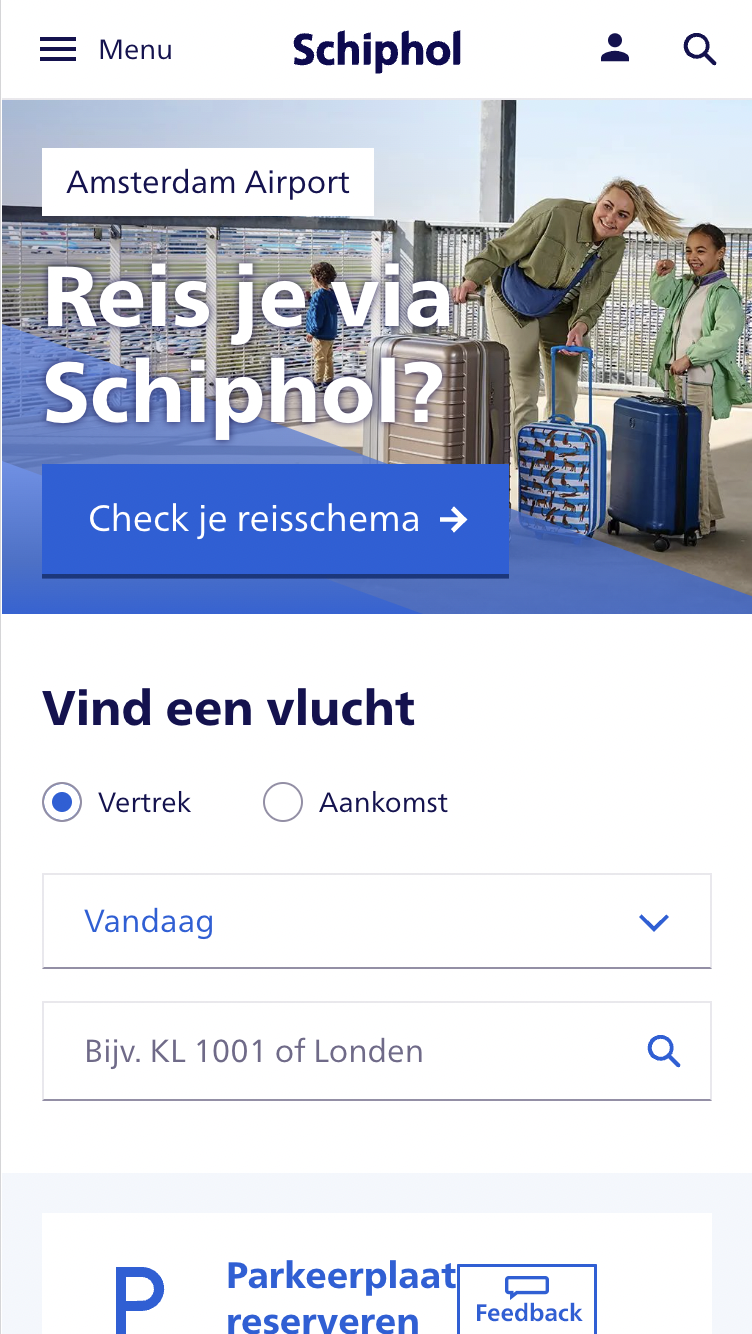 Menu
Schiphol
Amsterdam Airport
Reis je via
Schiphol?
Check je reisschema
Vind een vlucht
Vertrek
Aankomst
Vandaag
Bijv. KL 1001 of Londen
P
Parkeerplaat
reserveren
Feedback